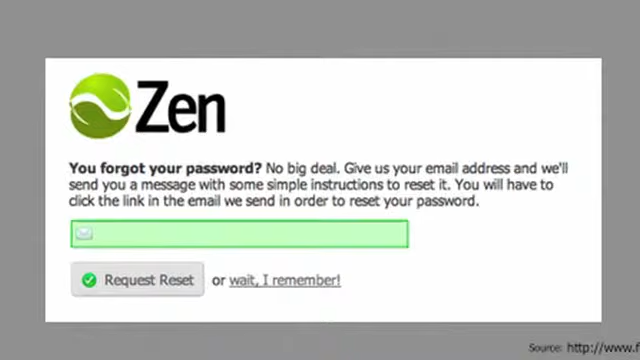 Zen
You forgot your password? No big deal. Give us your email address and we'll
send you a message with some simple instructions to reset it. You will have to
click the link in the email we send in order to reset your password.
Request Reset or wait, I remember!
Source: http://www.f